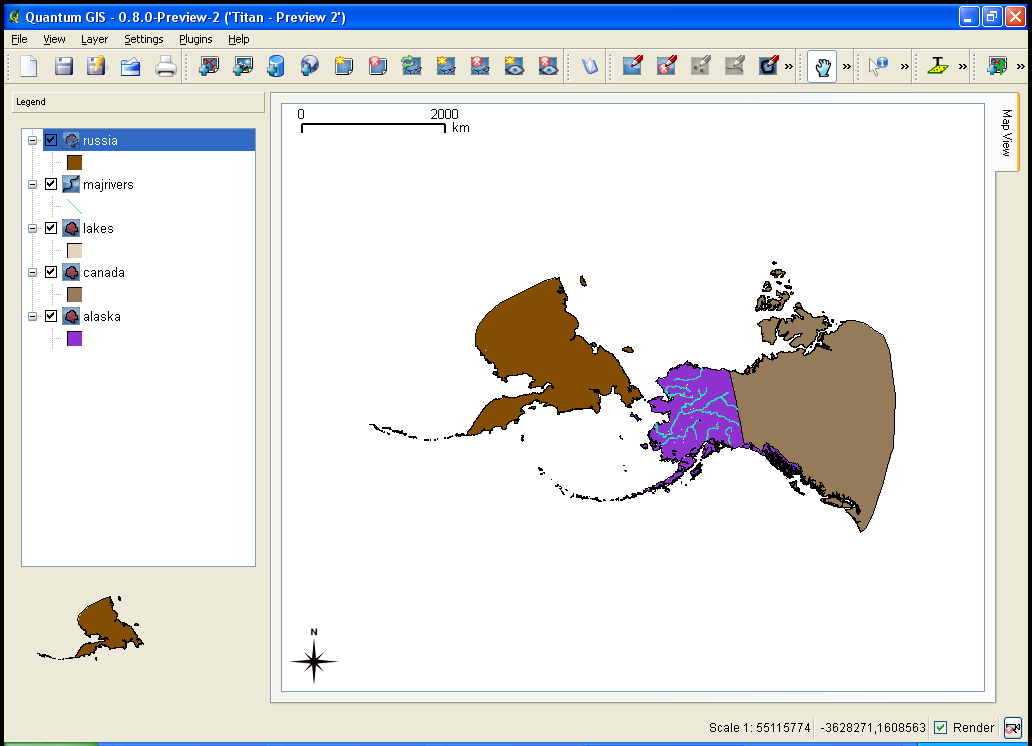 Quantum GIS - 0.8.0-Preview-2 ('Titan - Preview 2')
File View Layer Settings Plugins Help
Legend
russia
majrivers
lakes
canada
alaska
0 2000
km
Map View
N
Scale 1: 55115774 -3628271,1608563 Render